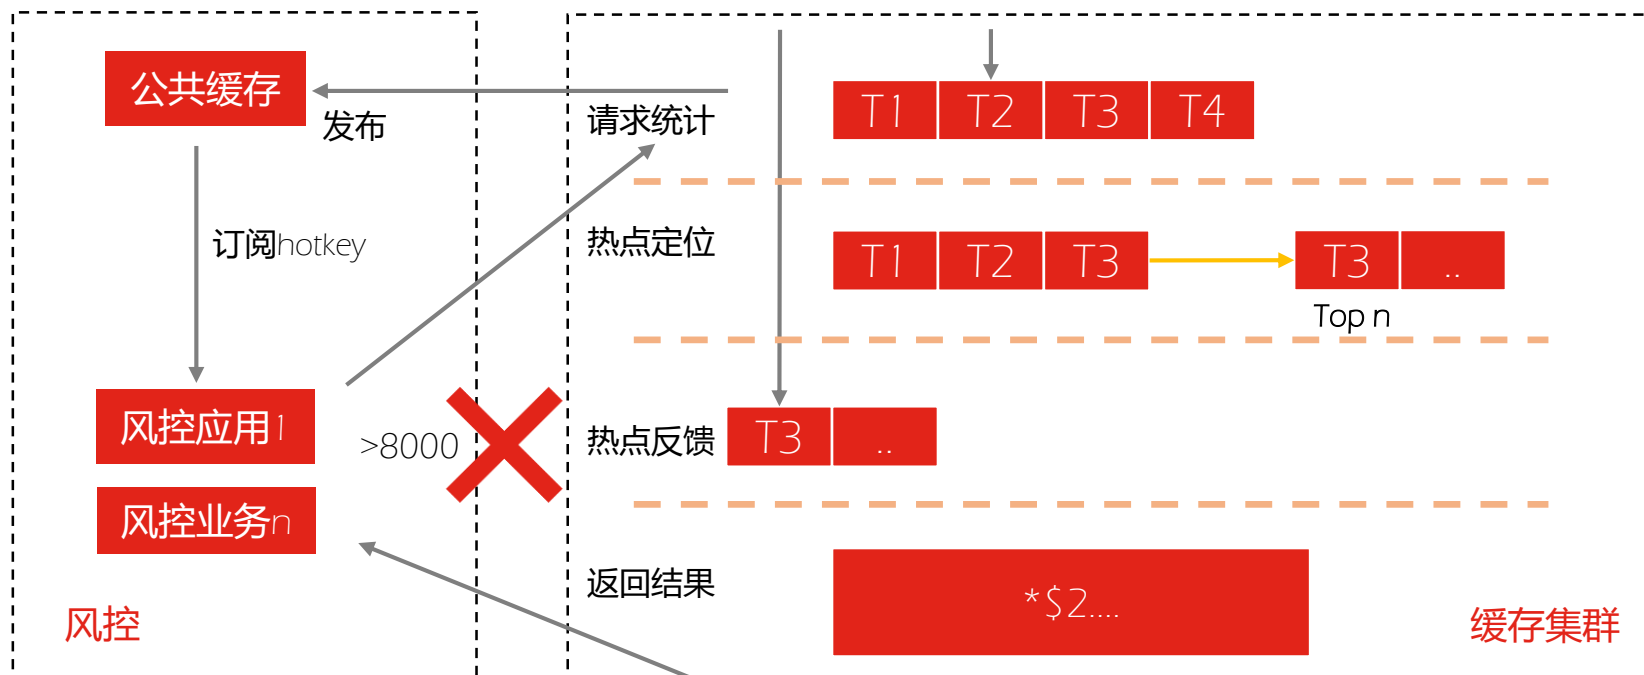 公共缓存
发布
订阅hotkey
风控应用1
>8000
风控业务n
风控
请求统计
T1 T2 T3 T4
热点定位
T1 T2 T3 T3 ..
Top n
热点反馈
T3 ..
返回结果
*$2....
缓存集群